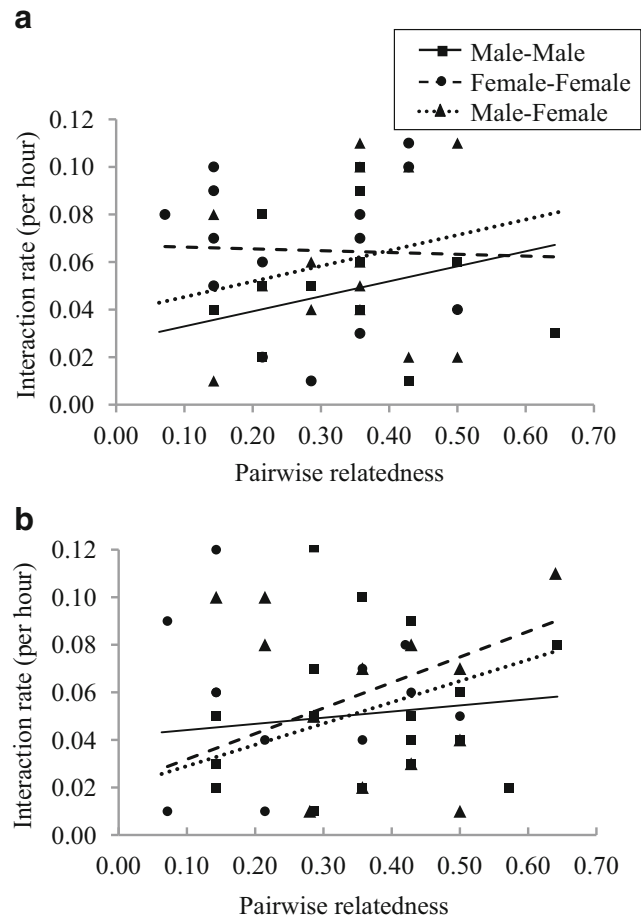 a
Male-Male
Female-Female
Male-Female
Interaction rate (per hour)
0.12
0.10
0.08
0.06
0.04
0.02
0.00
0.00 0.10 0.20 0.30 0.40 0.50 0.60 0.70
Pairwise relatedness
b
Interaction rate (per hour)
0.12
0.10
0.08
0.06
0.04
0.02
0.00
0.00 0.10 0.20 0.30 0.40 0.50 0.60 0.70
Pairwise relatedness